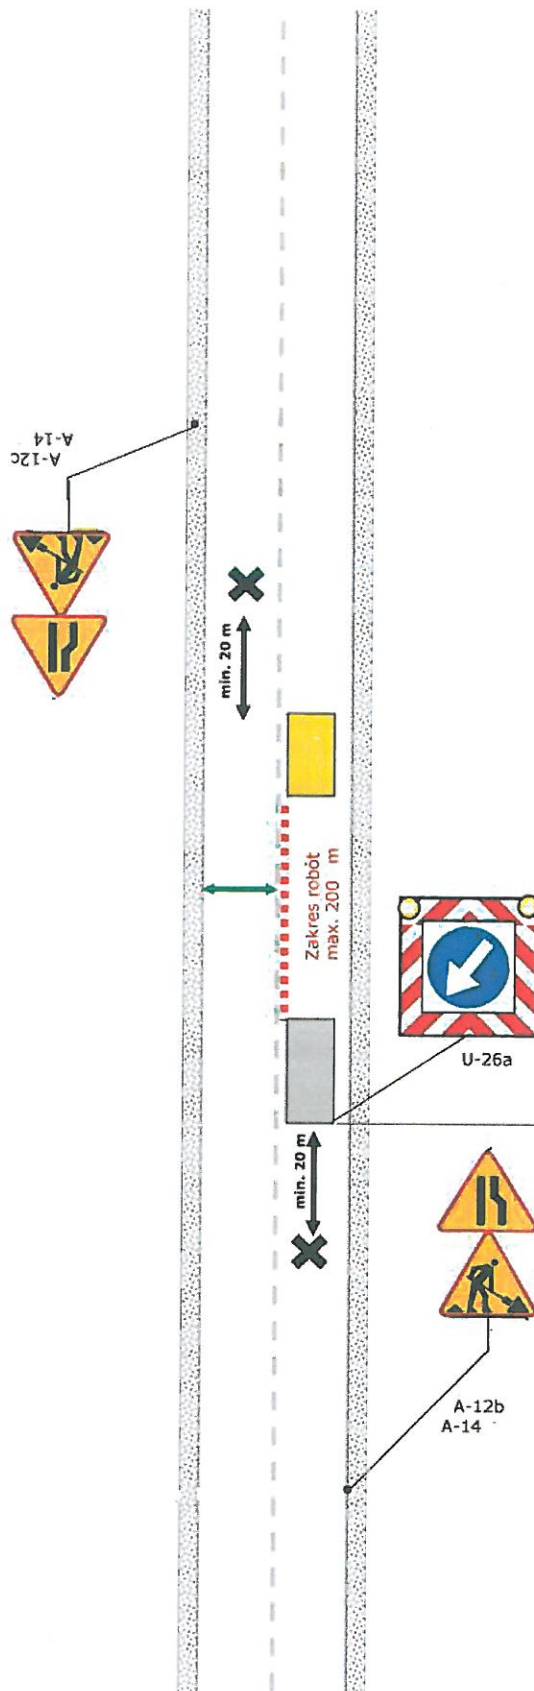 A-12c
A-14
min. 20 m
Zakres robót
max. 200 m
U-26a
min. 20 m
A-12b
A-14